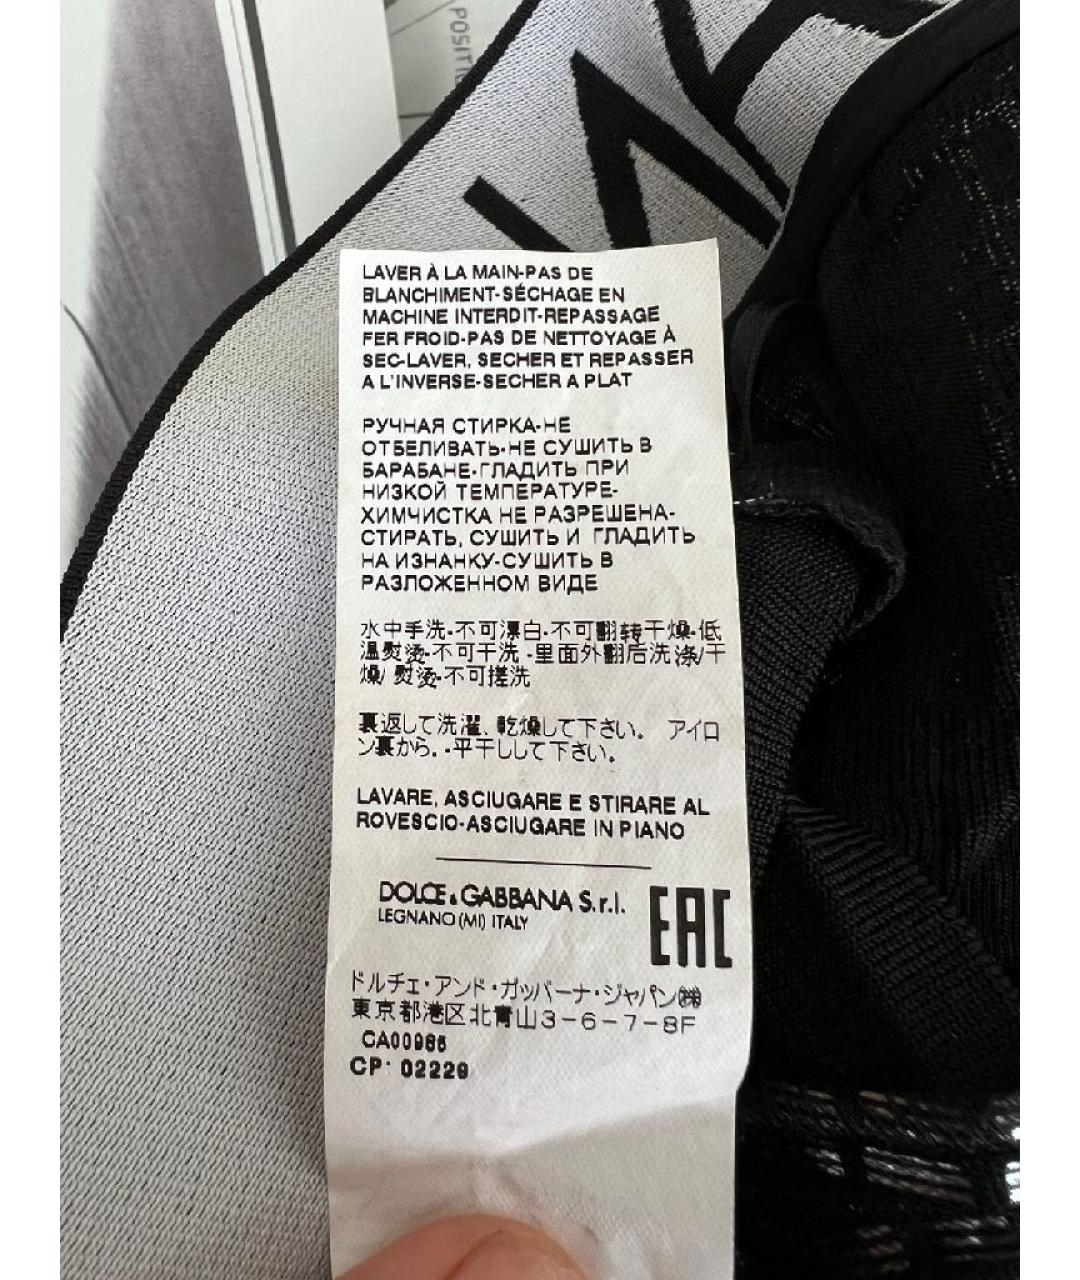 POSITI
LAVER À LA MAIN-PAS DE
BLANCHIMENT-SÉCHAGE EN
MACHINE INTERDIT-REPASSAGE
FER FROID-PAS DE NETTOYAGE À
SEC-LAVER, SECHER ET REPASSER
A L'INVERSE-SECHER A PLAT
РУЧНАЯ СТИРКА-НЕ
ОТБЕЛИВАТЬ-НЕ СУШИТЬ В
БАРАБАНЕ-ГЛАДИТЬ ПРИ
НИЗКОЙ ТЕМПЕРАТУРЕ-
ХИМЧИСТКА НЕ РАЗРЕШЕНА-
СТИРАТЬ, СУШИТЬ И ГЛАДИТЬ
НА ИЗНАНКУ-СУШИТЬ В
РАЗЛОЖЕННОМ ВИДЕ
水中手洗-不可漂白-不可翻转干燥-低
温熨烫-不可干洗-里面外翻后洗涤/干
燥/熨烫-不可搓洗
裏返して洗濯、乾燥して下さい。 アイロ
ン裏から。-平干しして下さい。
LAVARE, ASCIUGARE E STIRARE AL
ROVESCIO-ASCIUGARE IN PIANO
DOLCE & GABBANA S.r.l.
LEGNANO (MI) ITALY
EAC
ドルチェ・アンド・ガッバーナ・ジャパン㈱
東京都港区北青山3-6-7-8F
CA00986
CP: 02229